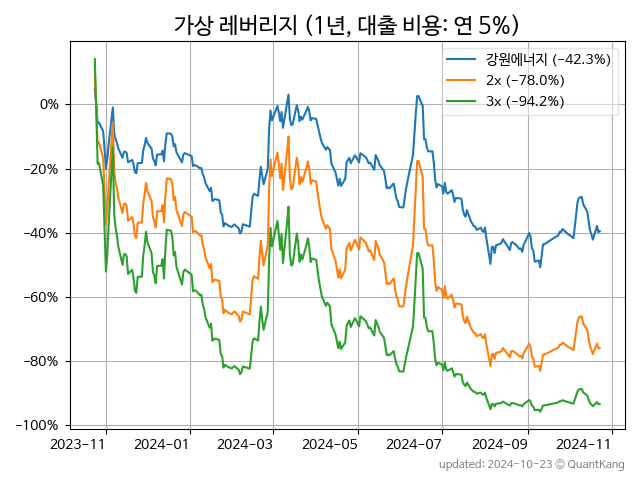 가상 레버리지 (1년, 대출 비용: 연 5%)
강원에너지 (−42.3%)
2x (−78.0%)
3x (−94.2%)
0%
−20%
−40%
−60%
−80%
−100%
2023-11 2024-01 2024-03 2024-05 2024-07 2024-09 2024-11
updated: 2024-10-23 © QuantKang